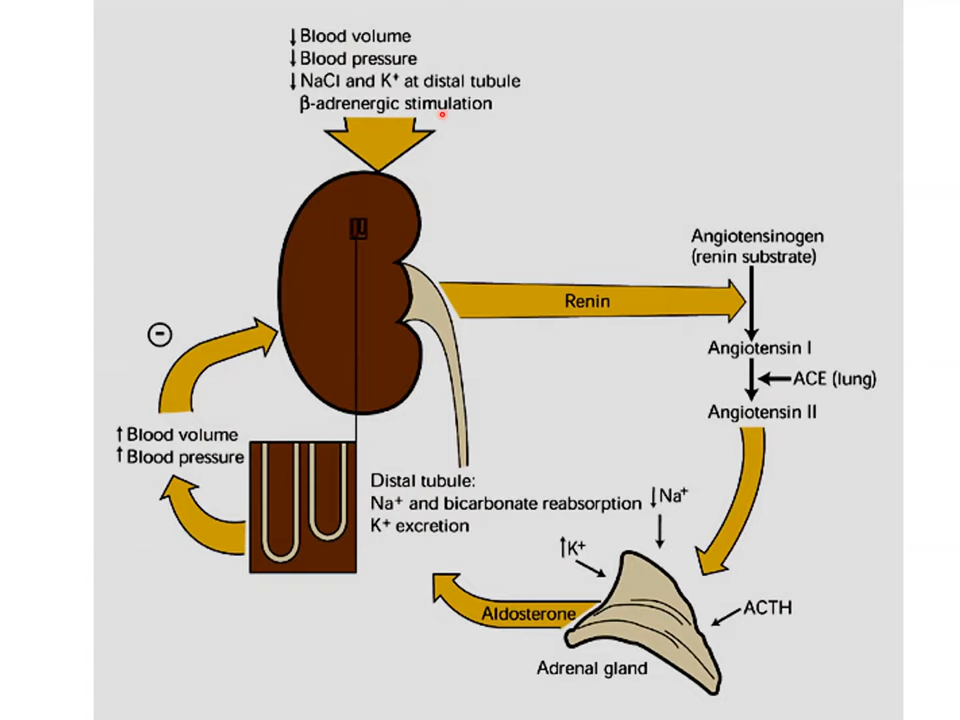 ↓Blood volume
↓Blood pressure
↓NaCl and K⁺ at distal tubule
β-adrenergic stimulation
Angiotensinogen
(renin substrate)
Renin
Angiotensin I
ACE (lung)
Angiotensin II
↑Blood volume
↑Blood pressure
Distal tubule:
Na⁺ and bicarbonate reabsorption
K⁺ excretion
↓Na⁺
↑K⁺
ACTH
Aldosterone
Adrenal gland